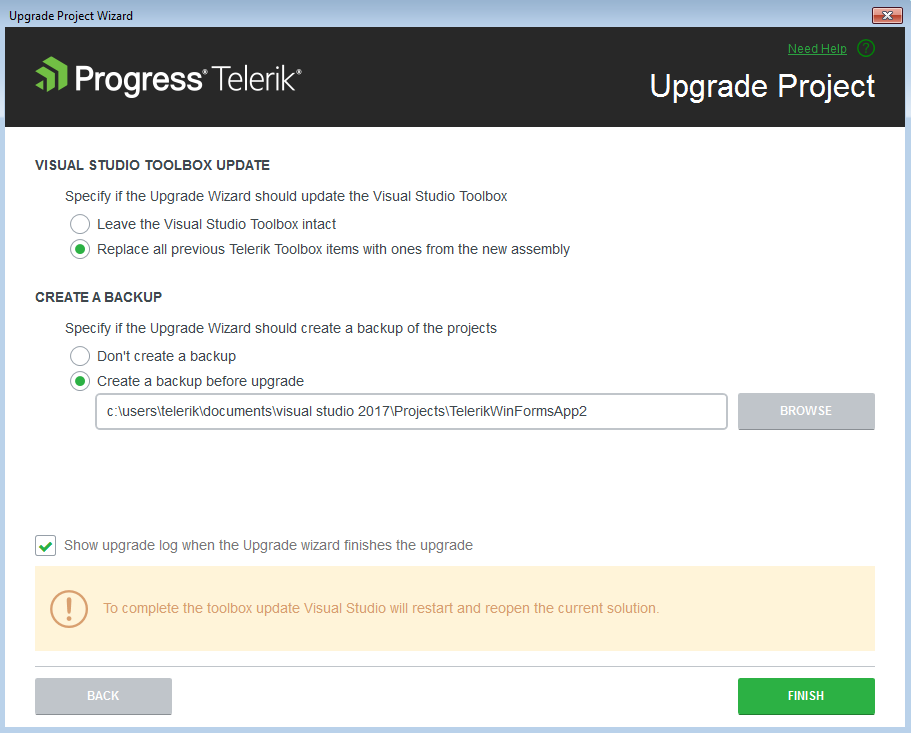 Upgrade Project Wizard
Need Help ?
Progress® Telerik®
Upgrade Project
VISUAL STUDIO TOOLBOX UPDATE
Specify if the Upgrade Wizard should update the Visual Studio Toolbox
Leave the Visual Studio Toolbox intact
Replace all previous Telerik Toolbox items with ones from the new assembly
CREATE A BACKUP
Specify if the Upgrade Wizard should create a backup of the projects
Don't create a backup
Create a backup before upgrade
c:\users\telerik\documents\visual studio 2017\Projects\TelerikWinFormsApp2
BROWSE
Show upgrade log when the Upgrade wizard finishes the upgrade
To complete the toolbox update Visual Studio will restart and reopen the current solution.
BACK
FINISH